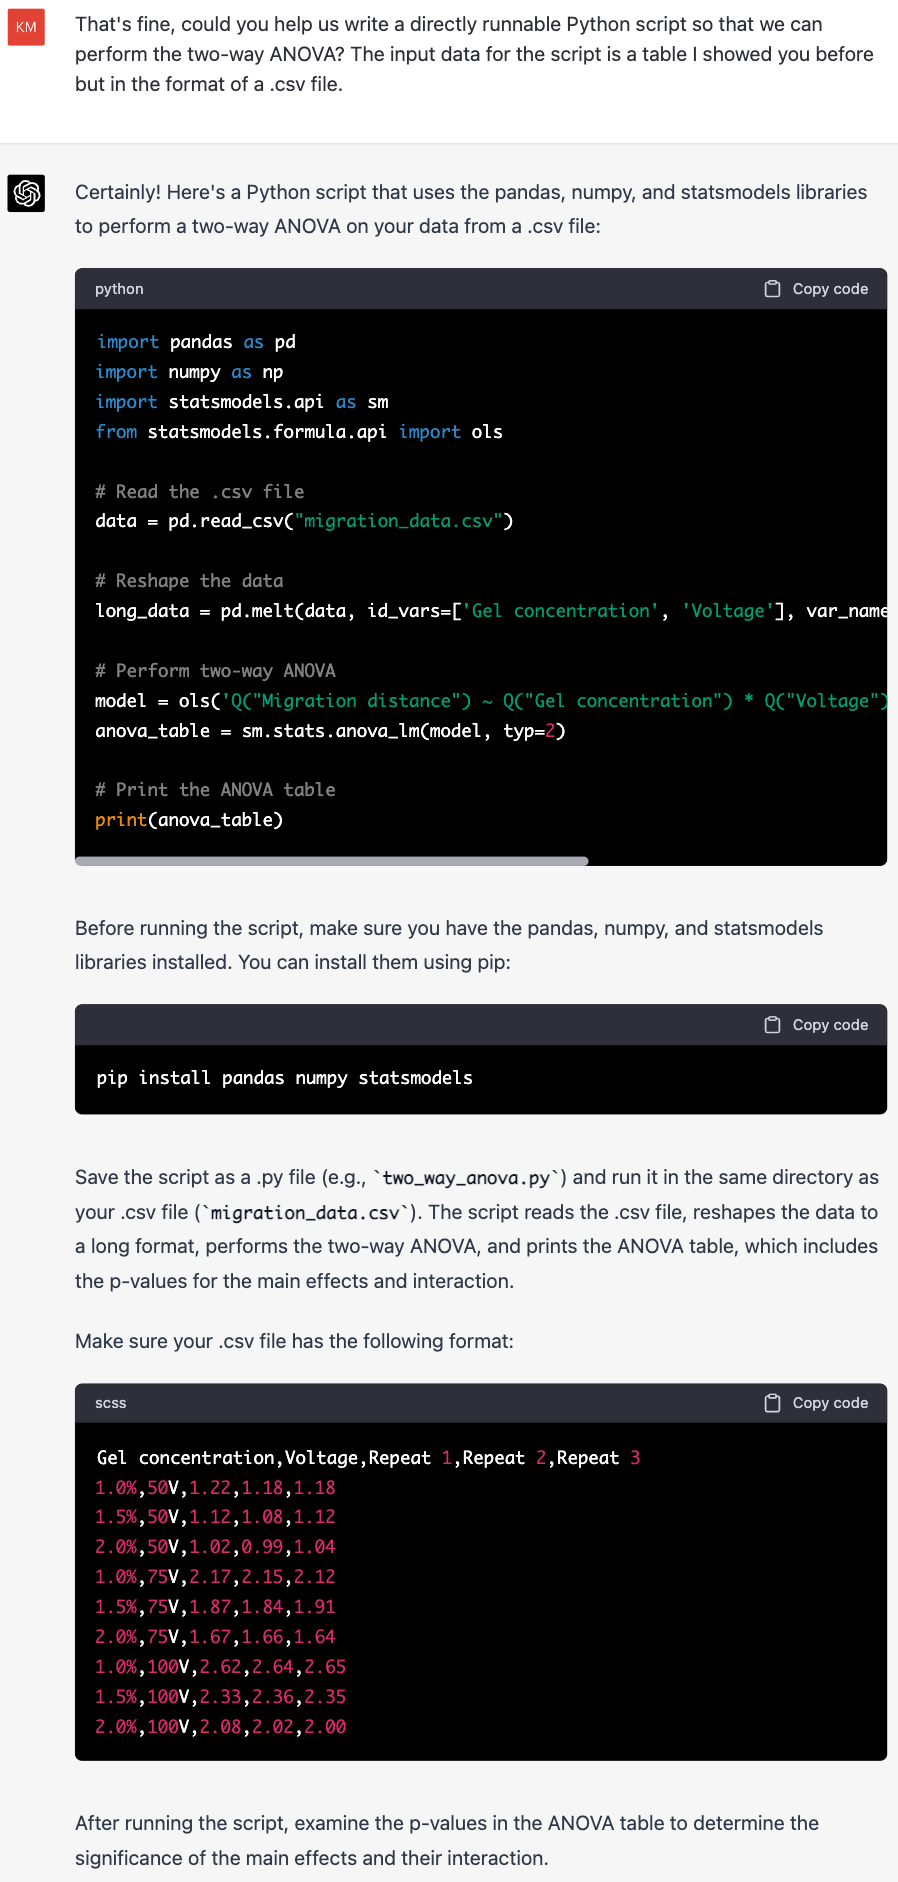 KM
That's fine, could you help us write a directly runnable Python script so that we can
perform the two-way ANOVA? The input data for the script is a table I showed you before
but in the format of a .csv file.
Certainly! Here's a Python script that uses the pandas, numpy, and statsmodels libraries
to perform a two-way ANOVA on your data from a .csv file:
python Copy code
import pandas as pd
import numpy as np
import statsmodels.api as sm
from statsmodels.formula.api import ols
# Read the .csv file
data = pd.read_csv("migration_data.csv")
# Reshape the data
long_data = pd.melt(data, id_vars=['Gel concentration', 'Voltage'], var_name
# Perform two-way ANOVA
model = ols('Q("Migration distance") ~ Q("Gel concentration") * Q("Voltage")
anova_table = sm.stats.anova_lm(model, typ=2)
# Print the ANOVA table
print(anova_table)
Before running the script, make sure you have the pandas, numpy, and statsmodels
libraries installed. You can install them using pip:
Copy code
pip install pandas numpy statsmodels
Save the script as a .py file (e.g., `two_way_anova.py`) and run it in the same directory as
your .csv file (`migration_data.csv`). The script reads the .csv file, reshapes the data to
a long format, performs the two-way ANOVA, and prints the ANOVA table, which includes
the p-values for the main effects and interaction.
Make sure your .csv file has the following format:
scss Copy code
Gel concentration,Voltage,Repeat 1,Repeat 2,Repeat 3
1.0%,50V,1.22,1.18,1.18
1.5%,50V,1.12,1.08,1.12
2.0%,50V,1.02,0.99,1.04
1.0%,75V,2.17,2.15,2.12
1.5%,75V,1.87,1.84,1.91
2.0%,75V,1.67,1.66,1.64
1.0%,100V,2.62,2.64,2.65
1.5%,100V,2.33,2.36,2.35
2.0%,100V,2.08,2.02,2.00
After running the script, examine the p-values in the ANOVA table to determine the
significance of the main effects and their interaction.